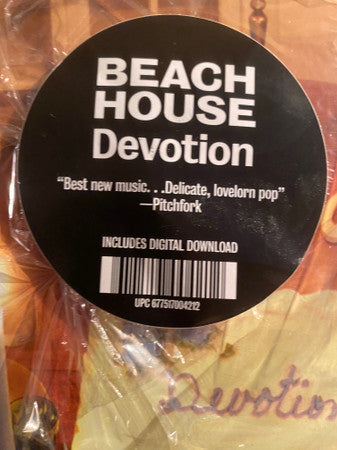 BEACH
HOUSE
Devotion
“Best new music. . .Delicate, lovelorn pop”
—Pitchfork
INCLUDES DIGITAL DOWNLOAD
UPC 677517004212
Devotion